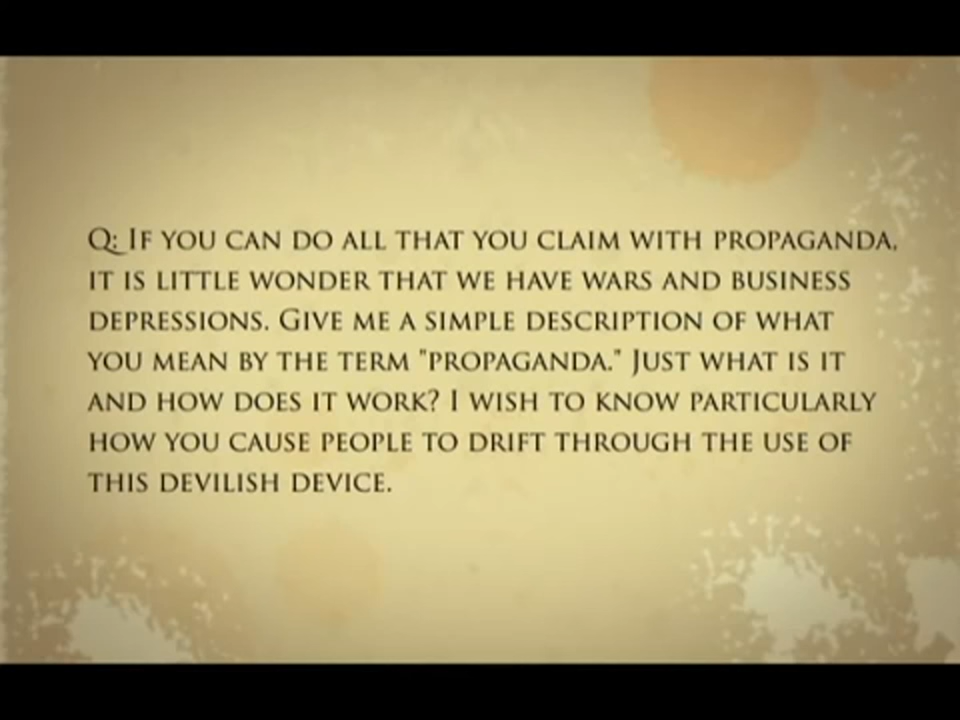 Q: If you can do all that you claim with propaganda,
it is little wonder that we have wars and business
depressions. Give me a simple description of what
you mean by the term "propaganda." Just what is it
and how does it work? I wish to know particularly
how you cause people to drift through the use of
this devilish device.